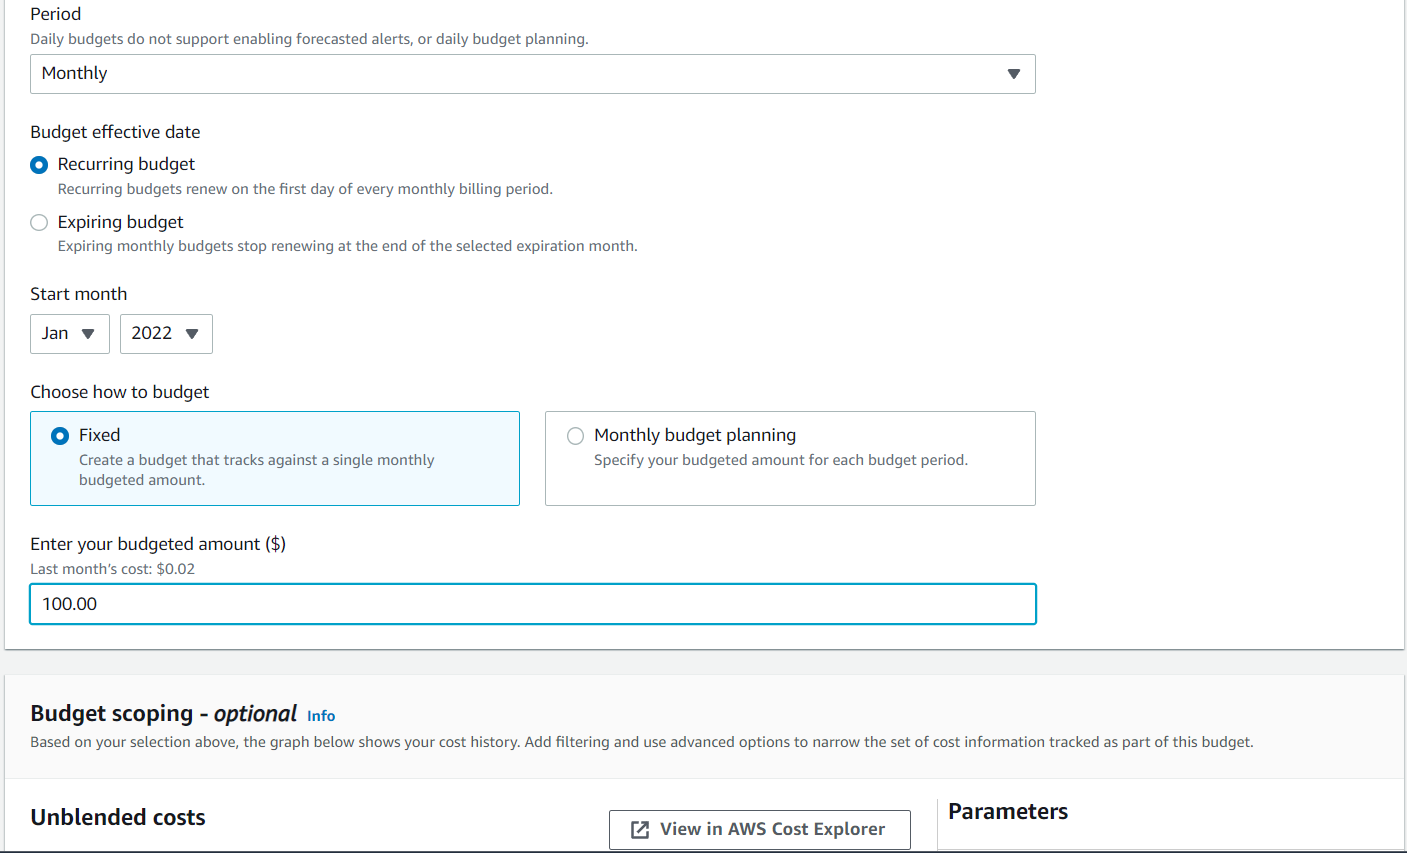 Period
Daily budgets do not support enabling forecasted alerts, or daily budget planning.
Monthly
Budget effective date
Recurring budget
Recurring budgets renew on the first day of every monthly billing period.
Expiring budget
Expiring monthly budgets stop renewing at the end of the selected expiration month.
Start month
Jan 2022
Choose how to budget
Fixed
Create a budget that tracks against a single monthly
budgeted amount.
Monthly budget planning
Specify your budgeted amount for each budget period.
Enter your budgeted amount ($)
Last month's cost: $0.02
100.00
Budget scoping - optional Info
Based on your selection above, the graph below shows your cost history. Add filtering and use advanced options to narrow the set of cost information tracked as part of this budget.
Unblended costs
View in AWS Cost Explorer
Parameters